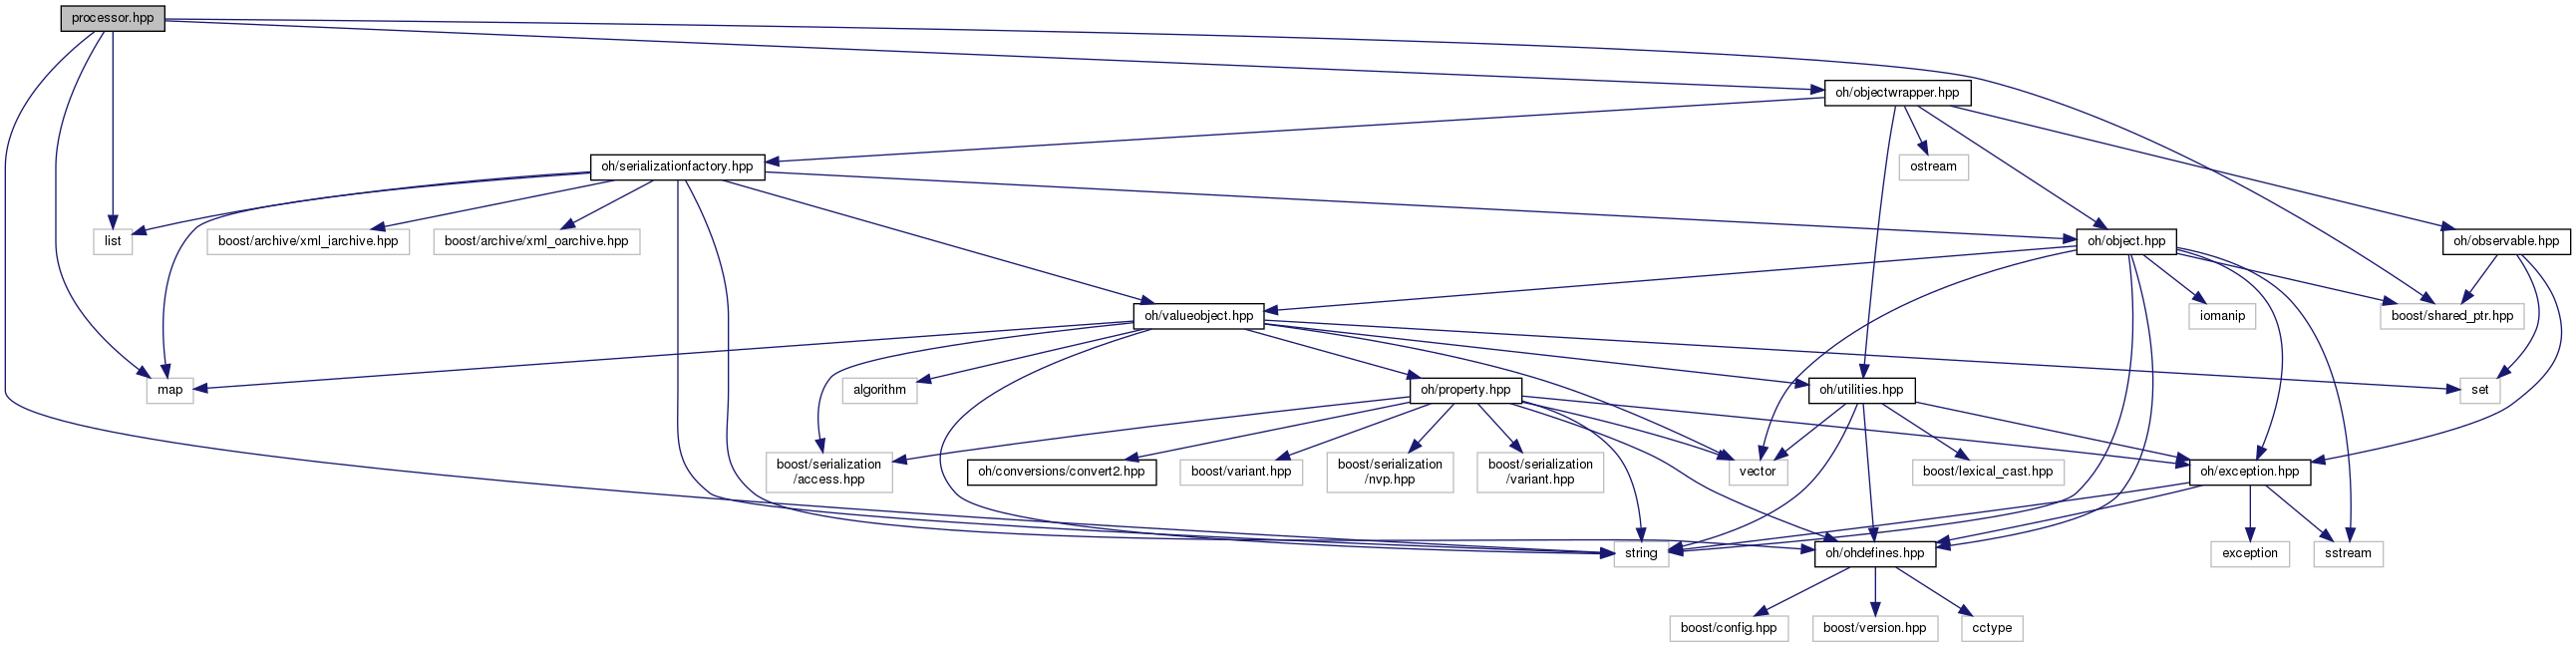 processor.hpp
oh/objectwrapper.hpp
oh/serializationfactory.hpp
ostream
list
boost/archive/xml_iarchive.hpp
boost/archive/xml_oarchive.hpp
oh/object.hpp
oh/observable.hpp
oh/valueobject.hpp
iomanip
boost/shared_ptr.hpp
map
algorithm
oh/property.hpp
oh/utilities.hpp
set
boost/serialization
/access.hpp
oh/conversions/convert2.hpp
boost/variant.hpp
boost/serialization
/nvp.hpp
boost/serialization
/variant.hpp
vector
boost/lexical_cast.hpp
oh/exception.hpp
string
oh/ohdefines.hpp
exception
sstream
boost/config.hpp
boost/version.hpp
cctype